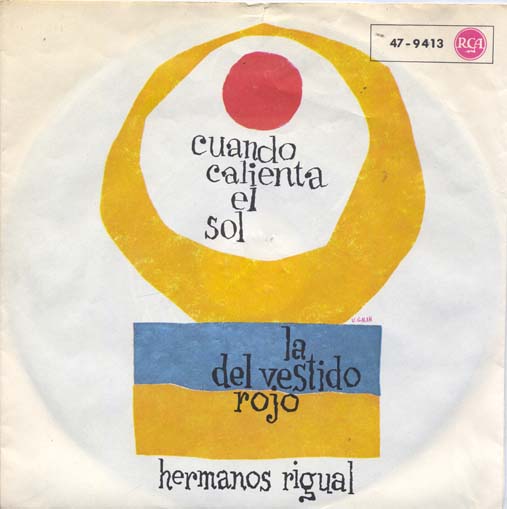 47-9413 RCA
cuando
calienta
el
sol
la
del vestido
rojo
hermanos rigual